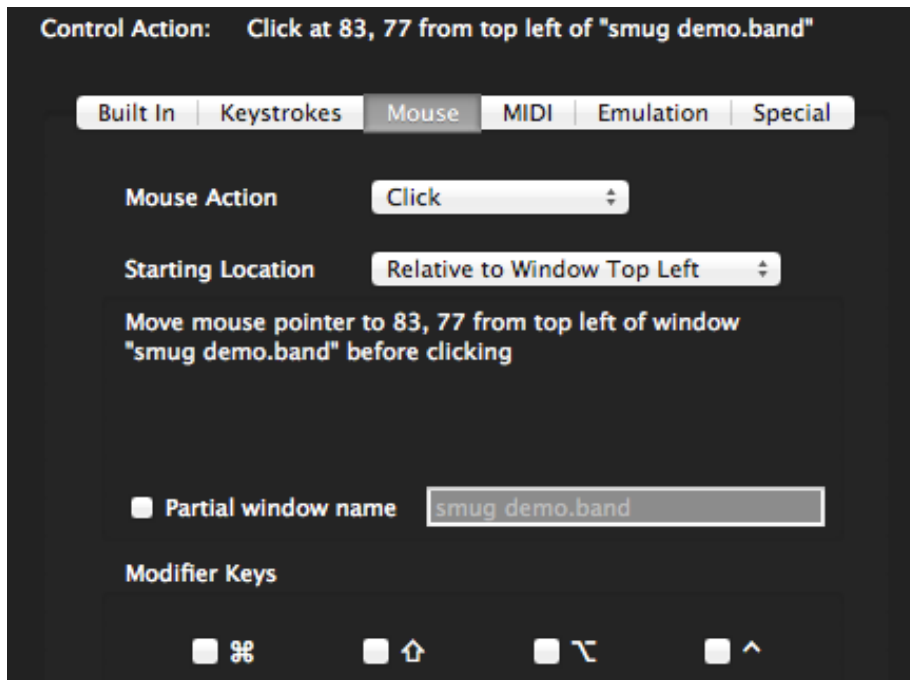 Control Action: Click at 83, 77 from top left of "smug demo.band"
Built In Keystrokes Mouse MIDI Emulation Special
Mouse Action Click
Starting Location Relative to Window Top Left
Move mouse pointer to 83, 77 from top left of window
"smug demo.band" before clicking
Partial window name smug demo.band
Modifier Keys
⌘ ⇧ ⌥ ^